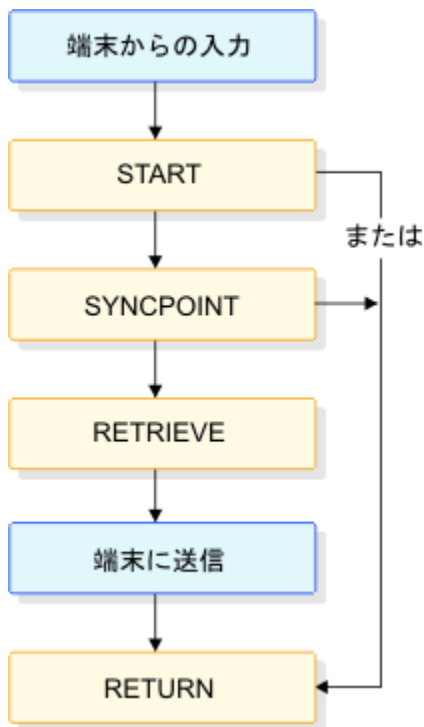 端末からの入力
START
または
SYNCPOINT
RETRIEVE
端末に送信
RETURN